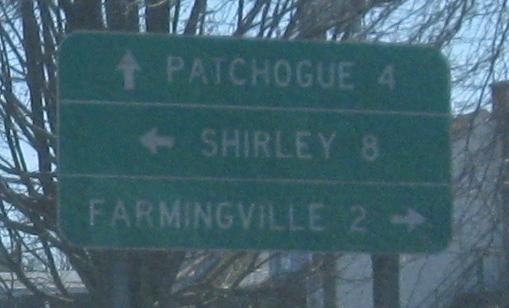 ↑ PATCHOGUE 4
← SHIRLEY 8
FARMINGVILLE 2 →